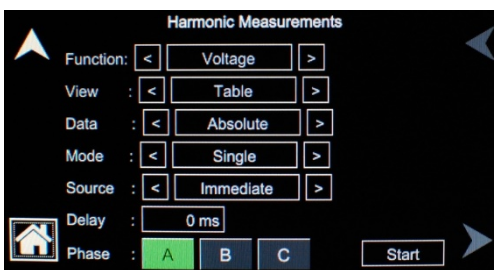 Harmonic Measurements
Function: < Voltage >
View : < Table >
Data : < Absolute >
Mode : < Single >
Source : < Immediate >
Delay : 0 ms
Phase : A B C Start